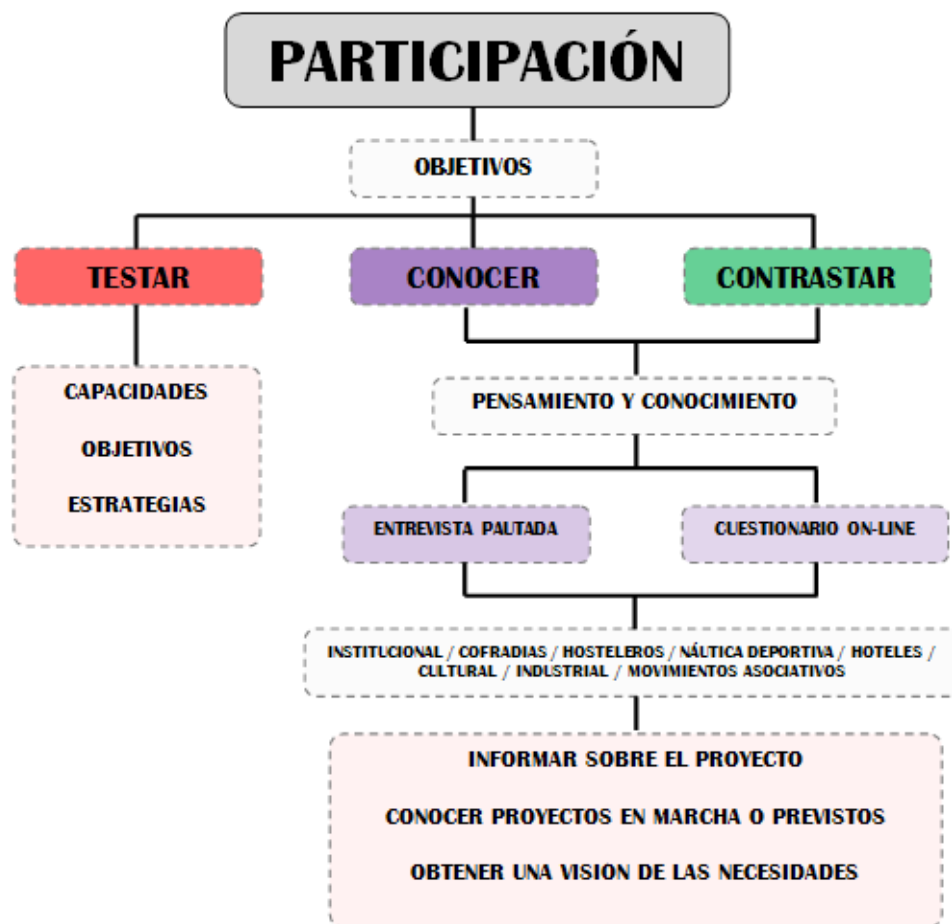 PARTICIPACIÓN
OBJETIVOS
TESTAR
CONOCER
CONTRASTAR
CAPACIDADES
OBJETIVOS
ESTRATEGIAS
PENSAMIENTO Y CONOCIMIENTO
ENTREVISTA PAUTADA
CUESTIONARIO ON-LINE
INSTITUCIONAL / COFRADIAS / HOSTELEROS / NÁUTICA DEPORTIVA / HOTELES /
CULTURAL / INDUSTRIAL / MOVIMIENTOS ASOCIATIVOS
INFORMAR SOBRE EL PROYECTO
CONOCER PROYECTOS EN MARCHA O PREVISTOS
OBTENER UNA VISIÓN DE LAS NECESIDADES